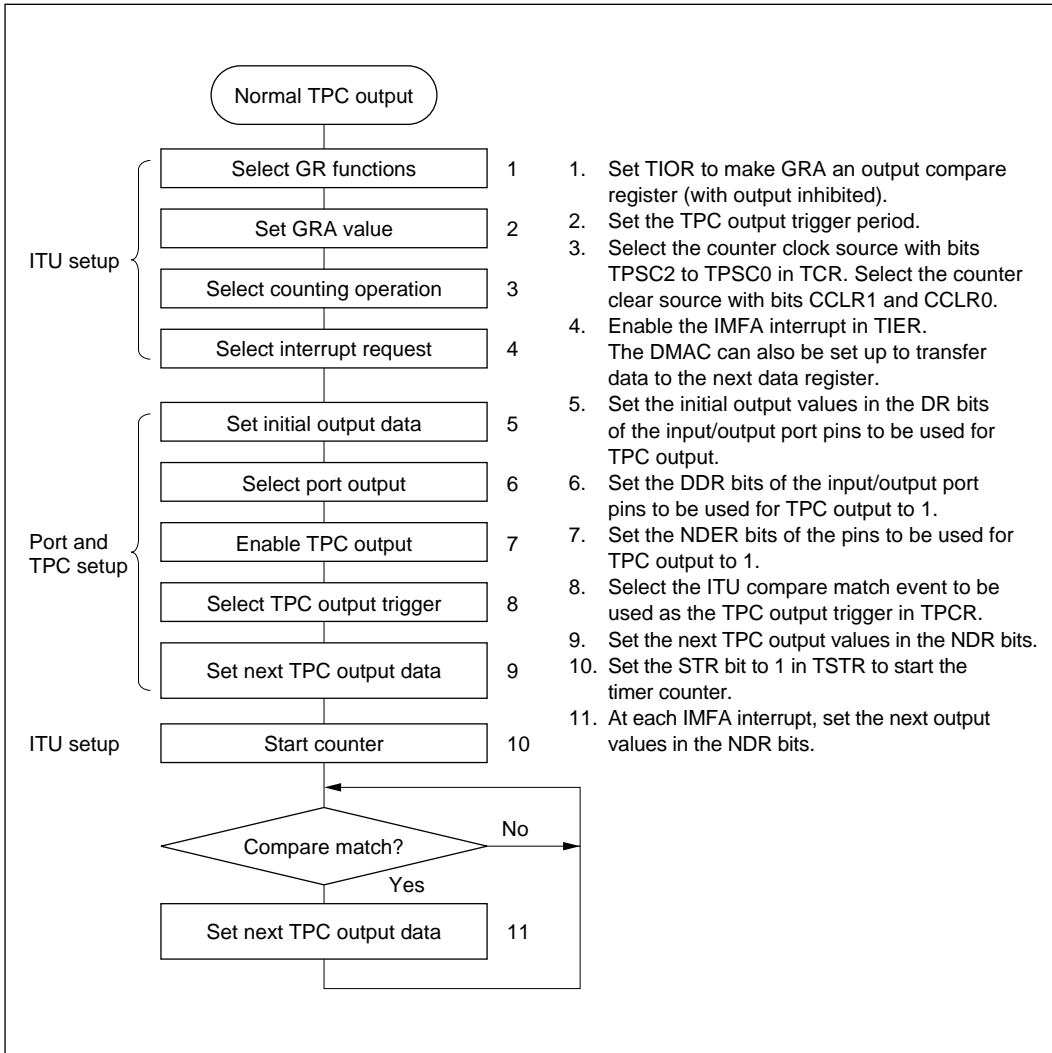 Normal TPC output
Select GR functions 1
Set GRA value 2
ITU setup
Select counting operation 3
Select interrupt request 4
Set initial output data 5
Select port output 6
Port and
TPC setup
Enable TPC output 7
Select TPC output trigger 8
Set next TPC output data 9
ITU setup
Start counter 10
Compare match?
No
Yes
Set next TPC output data 11
1. Set TIOR to make GRA an output compare
register (with output inhibited).
2. Set the TPC output trigger period.
3. Select the counter clock source with bits
TPSC2 to TPSC0 in TCR. Select the counter
clear source with bits CCLR1 and CCLR0.
4. Enable the IMFA interrupt in TIER.
The DMAC can also be set up to transfer
data to the next data register.
5. Set the initial output values in the DR bits
of the input/output port pins to be used for
TPC output.
6. Set the DDR bits of the input/output port
pins to be used for TPC output to 1.
7. Set the NDER bits of the pins to be used for
TPC output to 1.
8. Select the ITU compare match event to be
used as the TPC output trigger in TPCR.
9. Set the next TPC output values in the NDR bits.
10. Set the STR bit to 1 in TSTR to start the
timer counter.
11. At each IMFA interrupt, set the next output
values in the NDR bits.